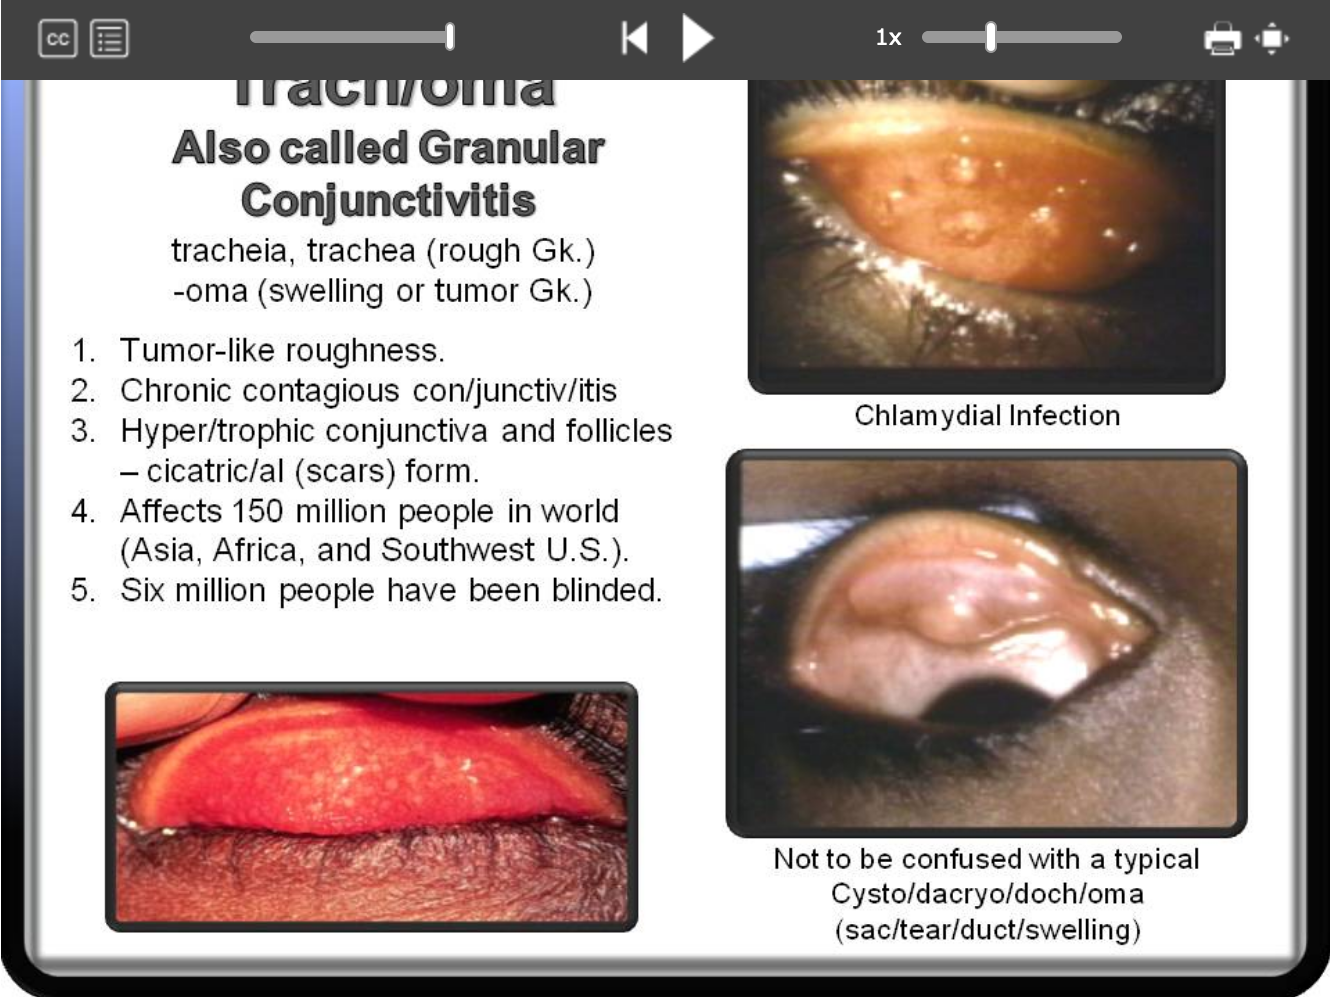 1x
Trach/oma
Also called Granular
Conjunctivitis
tracheia, trachea (rough Gk.)
-oma (swelling or tumor Gk.)
1. Tumor-like roughness.
2. Chronic contagious con/junctiv/itis
3. Hyper/trophic conjunctiva and follicles
– cicatric/al (scars) form.
4. Affects 150 million people in world
(Asia, Africa, and Southwest U.S.).
5. Six million people have been blinded.
Chlamydial Infection
Not to be confused with a typical
Cysto/dacryo/doch/oma
(sac/tear/duct/swelling)
CC